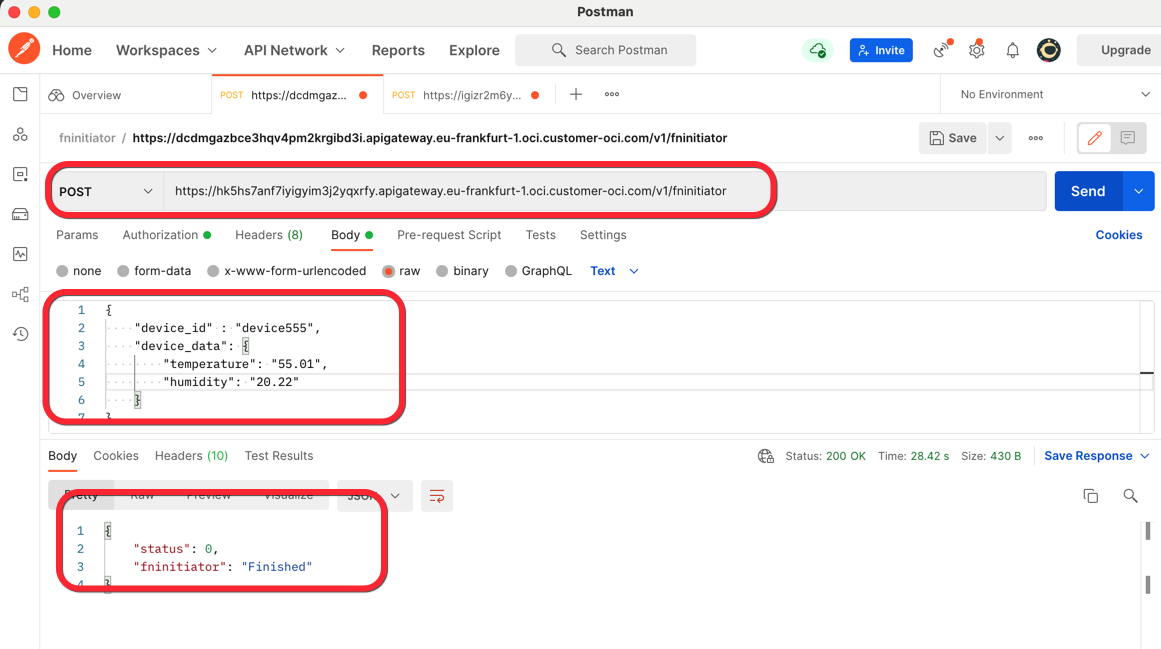 Postman
Home Workspaces API Network Reports Explore Search Postman Invite Upgrade
Overview POST https://dcdmgaz... POST https://igizr2m6y... No Environment
fninitiator / https://dcdmgazbce3hqv4pm2krgibd3i.apigateway.eu-frankfurt-1.oci.customer-oci.com/v1/fninitiator Save
POST https://hk5hs7anf7iyigyim3j2yqxrfy.apigateway.eu-frankfurt-1.oci.customer-oci.com/v1/fninitiator Send
Params Authorization Headers (8) Body Pre-request Script Tests Settings Cookies
none form-data x-www-form-urlencoded raw binary GraphQL Text
1 {
2 "device_id" : "device555",
3 "device_data": {
4 "temperature": "55.01",
5 "humidity": "20.22"
6 }
7 }
Body Cookies Headers (10) Test Results Status: 200 OK Time: 28.42 s Size: 430 B Save Response
Pretty Raw Preview Visualize JSON
1 {
2 "status": 0,
3 "fninitiator": "Finished"
4 }